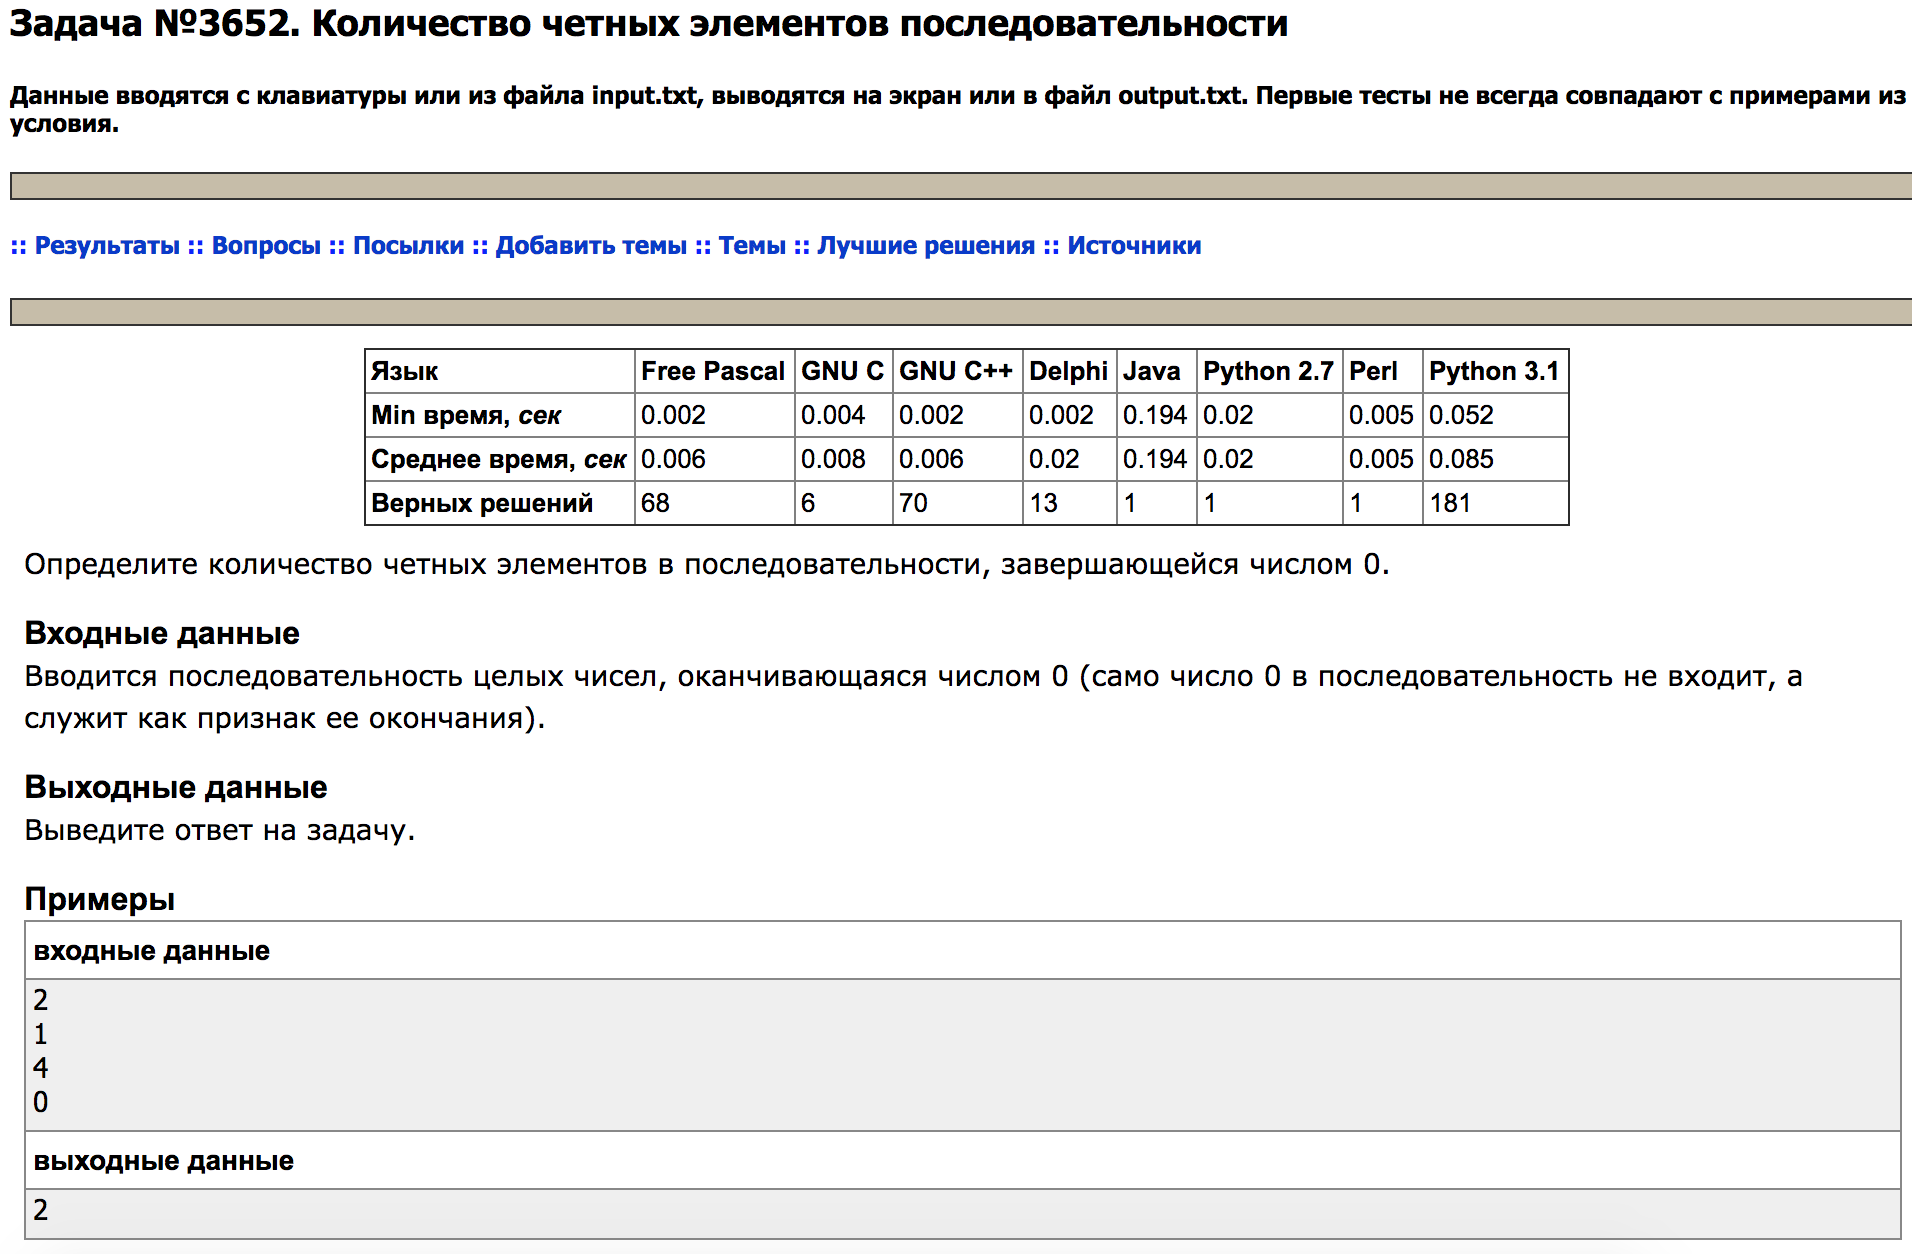 Задача №3652. Количество четных элементов последовательности
Данные вводятся с клавиатуры или из файла input.txt, выводятся на экран или в файл output.txt. Первые тесты не всегда совпадают с примерами из
условия.
:: Результаты :: Вопросы :: Посылки :: Добавить темы :: Темы :: Лучшие решения :: Источники
Язык Free Pascal GNU C GNU C++ Delphi Java Python 2.7 Perl Python 3.1
Min время, сек 0.002 0.004 0.002 0.002 0.194 0.02 0.005 0.052
Среднее время, сек 0.006 0.008 0.006 0.02 0.194 0.02 0.005 0.085
Верных решений 68 6 70 13 1 1 1 181
Определите количество четных элементов в последовательности, завершающейся числом 0.
Входные данные
Вводится последовательность целых чисел, оканчивающаяся числом 0 (само число 0 в последовательность не входит, а
служит как признак ее окончания).
Выходные данные
Выведите ответ на задачу.
Примеры
входные данные
2
1
4
0
выходные данные
2